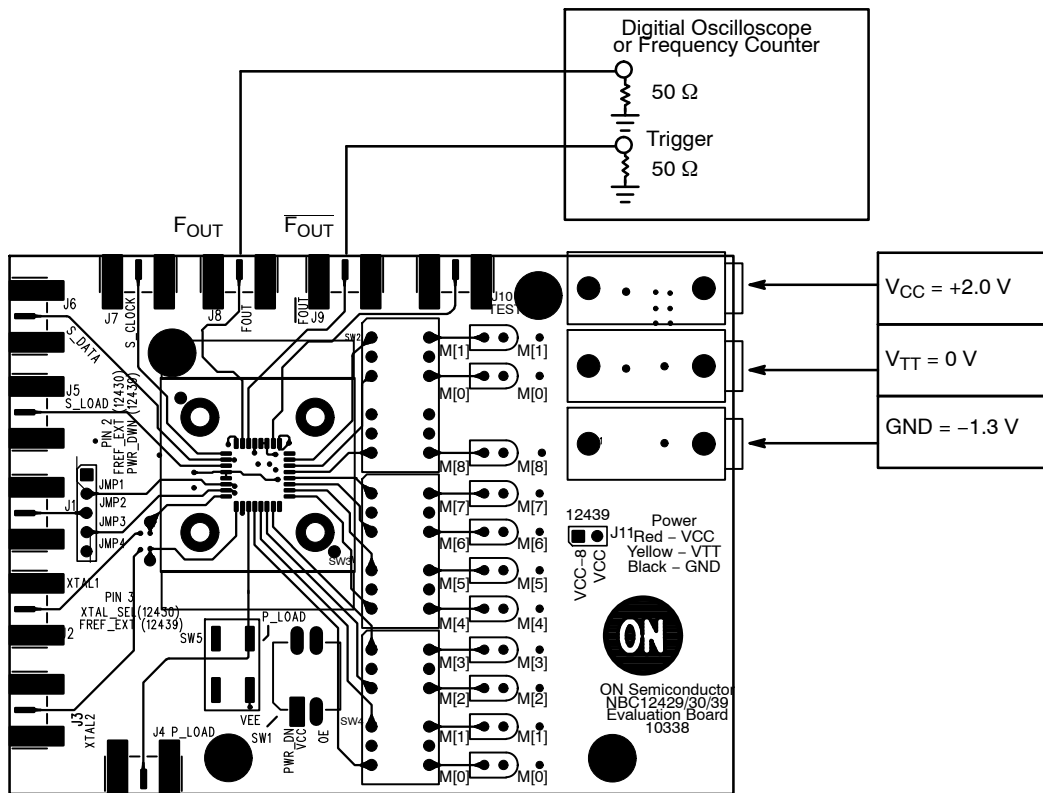 Digitial Oscilloscope
or Frequency Counter
50 Ω
Trigger
50 Ω
FOUT
FOUT
VCC = +2.0 V
VTT = 0 V
GND = −1.3 V
J6
J7
S_CLOCK
J8
FOUT
FOUT
J9
J10
TEST
S_DATA
J5
S_LOAD
PIN 2
FREF_EXT (12430)
PWR_DWN (12439)
J1
JMP1
JMP2
JMP3
JMP4
XTAL1
PIN 3
XTAL_SEL(12430)
FREF_EXT (12439)
J2
J3
XTAL2
J4 P_LOAD
SW5
P_LOAD
VEE
SW1
PWR_DN
VCC
OE
SW2
SW3
SW4
M[1] M[1]
M[0] M[0]
M[8] M[8]
M[7] M[7]
M[6] M[6]
M[5] M[5]
M[4] M[4]
M[3] M[3]
M[2] M[2]
M[1] M[1]
M[0] M[0]
12439
J11
VCC-8
VCC
Power
Red – VCC
Yellow – VTT
Black – GND
ON
ON Semiconductor
NBC12429/30/39
Evaluation Board
10338